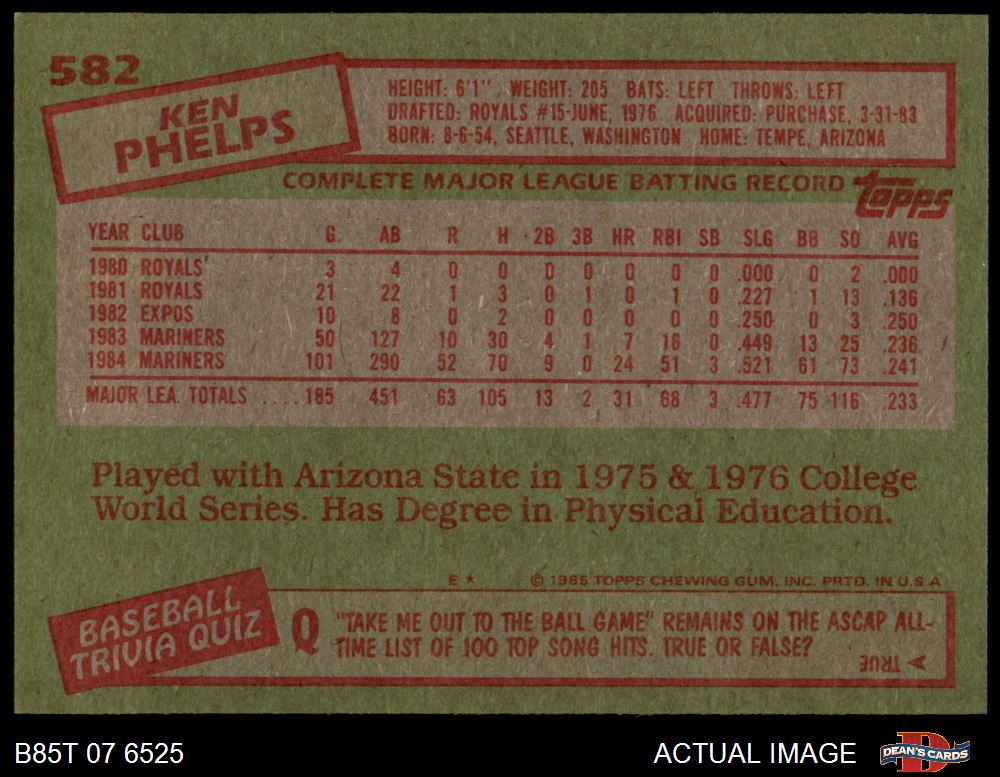 582
KEN
PHELPS
HEIGHT: 6'1" WEIGHT: 205 BATS: LEFT THROWS: LEFT
DRAFTED: ROYALS #15-JUNE, 1976 ACQUIRED: PURCHASE, 3-31-83
BORN: 8-6-54, SEATTLE, WASHINGTON HOME: TEMPE, ARIZONA
COMPLETE MAJOR LEAGUE BATTING RECORD topps
YEAR CLUB G AB R H 2B 3B HR RBI SB SLG BB SO AVG
1980 ROYALS 3 4 0 0 0 0 0 0 0 .000 0 2 .000
1981 ROYALS 21 22 1 3 0 1 0 1 0 .227 1 13 .136
1982 EXPOS 10 8 0 2 0 0 0 0 0 .250 0 3 .250
1983 MARINERS 50 127 10 30 4 1 7 16 0 .449 13 25 .236
1984 MARINERS 101 290 52 70 9 0 24 51 3 .521 61 73 .241
MAJOR LEA. TOTALS ....185 451 63 105 13 2 31 68 3 .477 75 116 .233
Played with Arizona State in 1975 & 1976 College
World Series. Has Degree in Physical Education.
E * © 1985 TOPPS CHEWING GUM, INC. PRTD. IN U.S.A
BASEBALL
TRIVIA QUIZ
Q "TAKE ME OUT TO THE BALL GAME" REMAINS ON THE ASCAP ALL-
TIME LIST OF 100 TOP SONG HITS. TRUE OR FALSE?
A TRUE
B85T 07 6525
ACTUAL IMAGE
DEAN'S CARDS